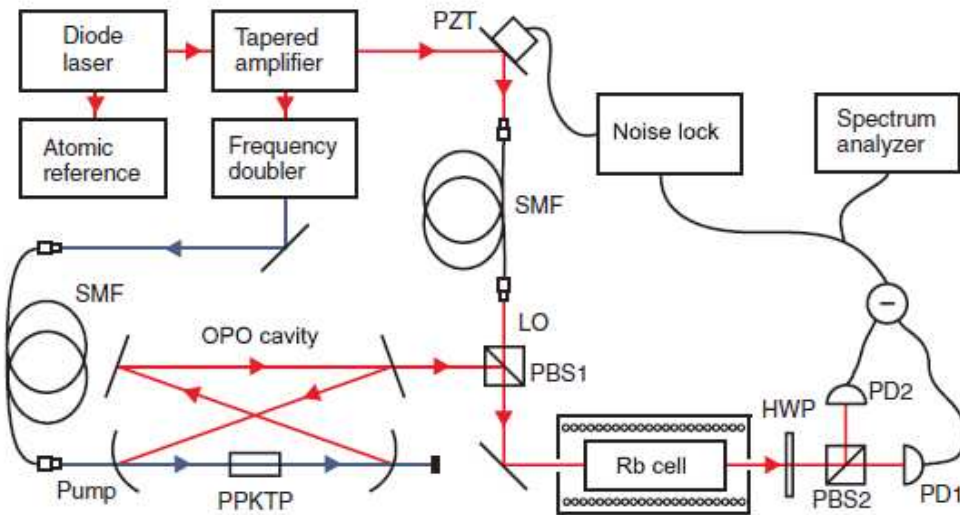 Diode
laser
Tapered
amplifier
PZT
Atomic
reference
Frequency
doubler
Noise lock
Spectrum
analyzer
SMF
SMF
LO
OPO cavity
PBS1
−
PD2
HWP
Rb cell
Pump
PPKTP
PBS2
PD1